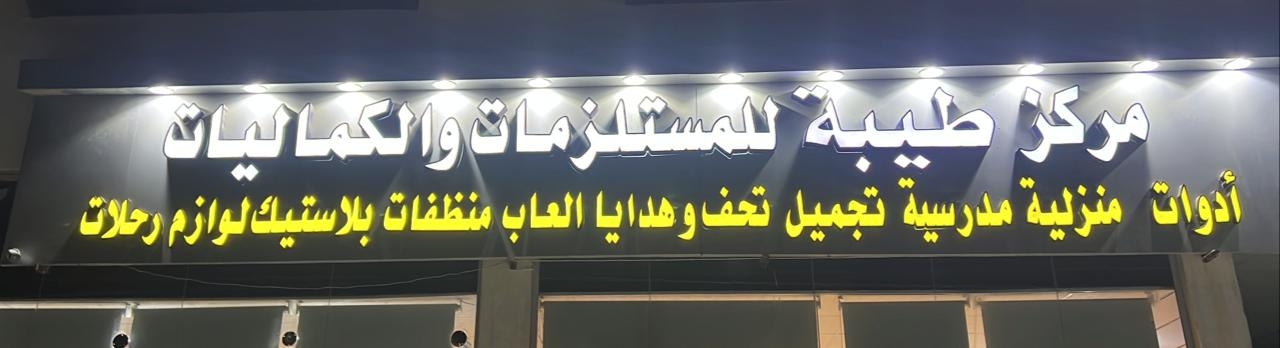 مركز طيبة للمستلزمات والكماليات
أدوات منزلية مدرسية تجميل تحف وهدايا العاب منظفات بلاستيك لوازم رحلات